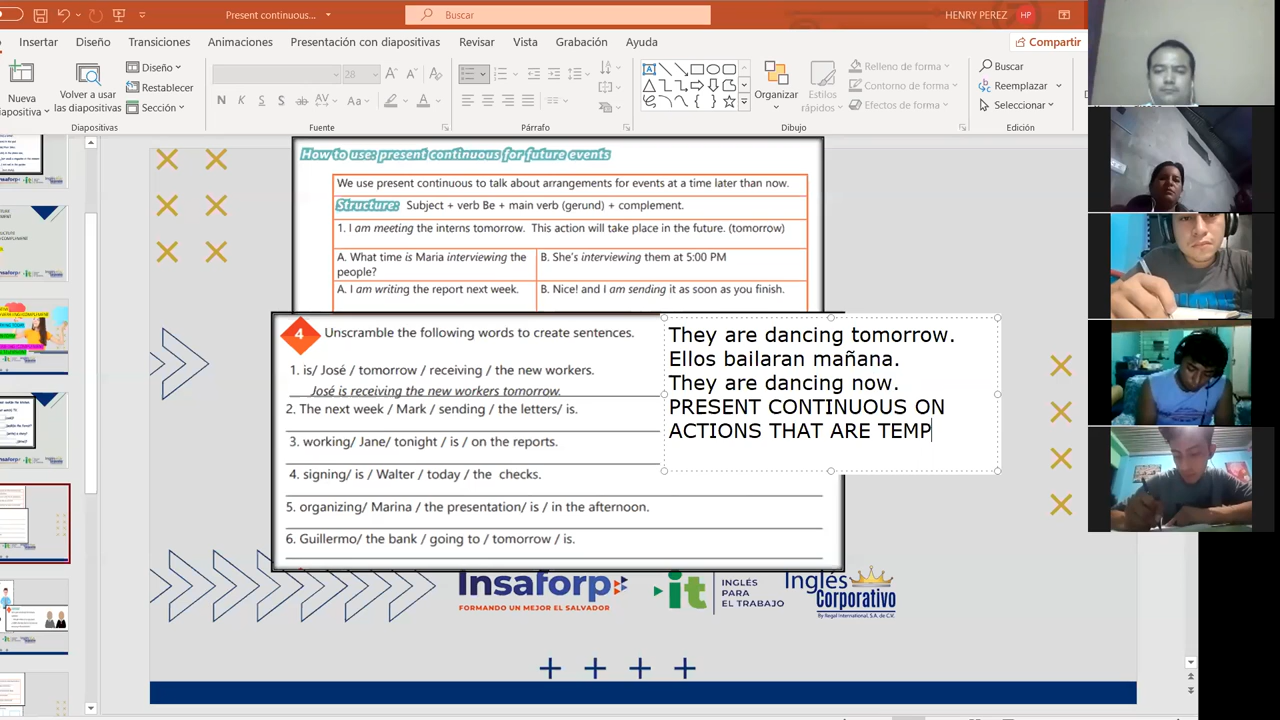 Present continuous...
Buscar
HENRY PEREZ
HP
Insertar
Diseño
Transiciones
Animaciones
Presentación con diapositivas
Revisar
Vista
Grabación
Ayuda
Compartir
Nueva
diapositiva
Volver a usar
las diapositivas
Diseño
Restablecer
Sección
Diapositivas
28
N
K
S
S
ab
AV
Aa
Fuente
Párrafo
Organizar
Estilos
rápidos
Relleno de forma
Contorno de forma
Efectos de forma
Dibujo
Buscar
Reemplazar
Seleccionar
Edición
How to use: present continuous for future events
We use present continuous to talk about arrangements for events at a time later than now.
Structure: Subject + verb Be + main verb (gerund) + complement.
1. I am meeting the interns tomorrow. This action will take place in the future. (tomorrow)
A. What time is Maria interviewing the
people?
B. She's interviewing them at 5:00 PM
A. I am writing the report next week.
B. Nice! and I am sending it as soon as you finish.
4 Unscramble the following words to create sentences.
1. is/ José / tomorrow / receiving / the new workers.
José is receiving the new workers tomorrow.
2. The next week / Mark / sending / the letters/ is.
3. working/ Jane/ tonight / is / on the reports.
4. signing/ is / Walter / today / the checks.
5. organizing/ Marina / the presentation/ is / in the afternoon.
6. Guillermo/ the bank / going to / tomorrow / is.
They are dancing tomorrow.
Ellos bailaran mañana.
They are dancing now.
PRESENT CONTINUOUS ON
ACTIONS THAT ARE TEMP
Insaforp
FORMANDO UN MEJOR EL SALVADOR
it
INGLÉS
PARA
EL TRABAJO
Inglés
Corporativo
By Regal International, S.A. de C.V.